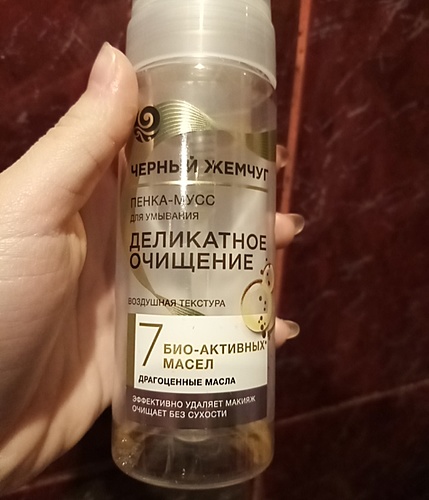 ЧЕРНЫЙ ЖЕМЧУГ
ПЕНКА-МУСС
ДЛЯ УМЫВАНИЯ
ДЕЛИКАТНОЕ
ОЧИЩЕНИЕ
ВОЗДУШНАЯ ТЕКСТУРА
7 БИО-АКТИВНЫХ
МАСЕЛ
ДРАГОЦЕННЫЕ МАСЛА
ЭФФЕКТИВНО УДАЛЯЕТ МАКИЯЖ
ОЧИЩАЕТ БЕЗ СУХОСТИ